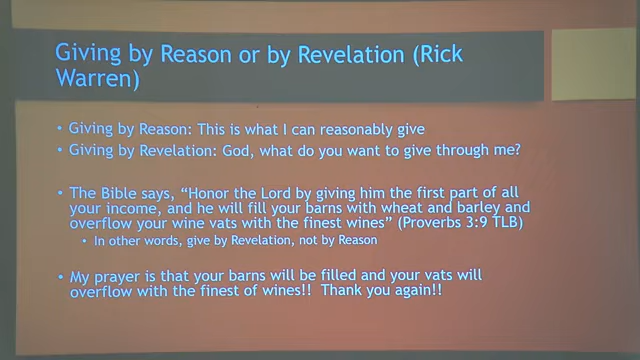 Giving by Reason or by Revelation (Rick
Warren)
• Giving by Reason: This is what I can reasonably give
• Giving by Revelation: God, what do you want to give through me?
• The Bible says, “Honor the Lord by giving him the first part of all
your income, and he will fill your barns with wheat and barley and
overflow your wine vats with the finest wines” (Proverbs 3:9 TLB)
• In other words, give by Revelation, not by Reason
• My prayer is that your barns will be filled and your vats will
overflow with the finest of wines!! Thank you again!!